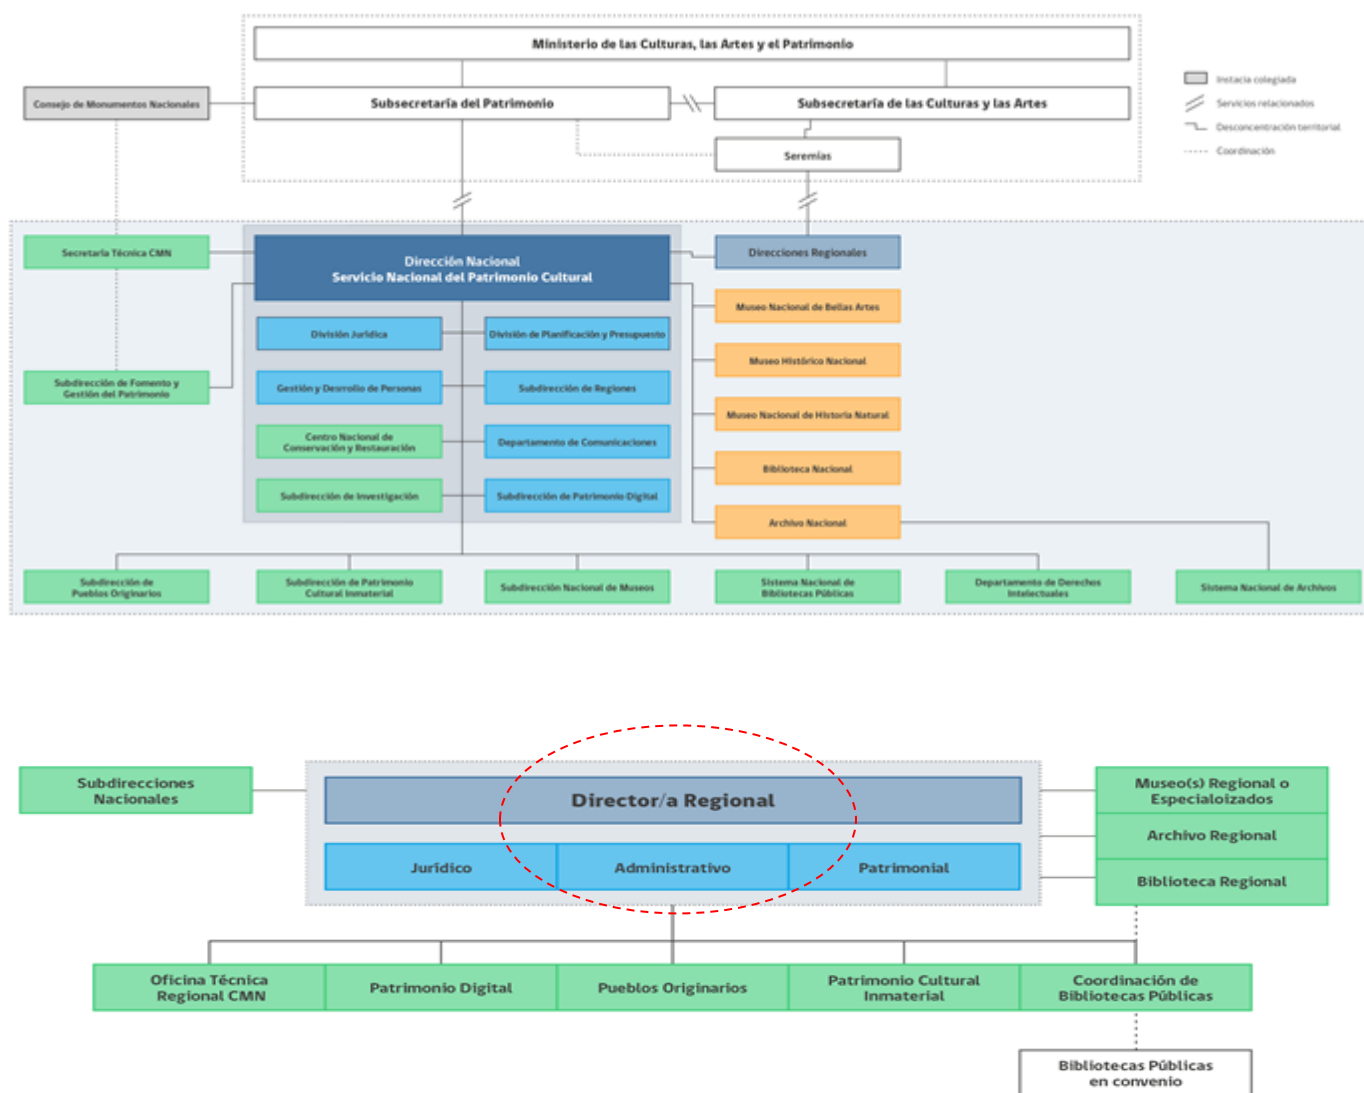 Ministerio de las Culturas, las Artes y el Patrimonio
Consejo de Monumentos Nacionales
Subsecretaría del Patrimonio
Subsecretaría de las Culturas y las Artes
Seremías
Instacia colegiada
Servicios relacionados
Desconcentración territorial
Coordinación
Secretaría Técnica CMN
Dirección Nacional
Servicio Nacional del Patrimonio Cultural
Direcciones Regionales
Museo Nacional de Bellas Artes
División Jurídica
División de Planificación y Presupuesto
Museo Histórico Nacional
Subdirección de Fomento y
Gestión del Patrimonio
Gestión y Desrrollo de Personas
Subdirección de Regiones
Museo Nacional de Historia Natural
Centro Nacional de
Conservación y Restauración
Departamento de Comunicaciones
Biblioteca Nacional
Subdirección de Investigación
Subdirección de Patrimonio Digital
Archivo Nacional
Subdirección de
Pueblos Originarios
Subdirección de Patrimonio
Cultural Inmaterial
Subdirección Nacional de Museos
Sistema Nacional de
Bibliotecas Públicas
Departamento de Derechos
Intelectuales
Sistema Nacional de Archivos
Subdirecciones
Nacionales
Director/a Regional
Museo(s) Regional o
Especialoizados
Archivo Regional
Biblioteca Regional
Jurídico
Administrativo
Patrimonial
Oficina Técnica
Regional CMN
Patrimonio Digital
Pueblos Originarios
Patrimonio Cultural
Inmaterial
Coordinación de
Bibliotecas Públicas
Bibliotecas Públicas
en convenio